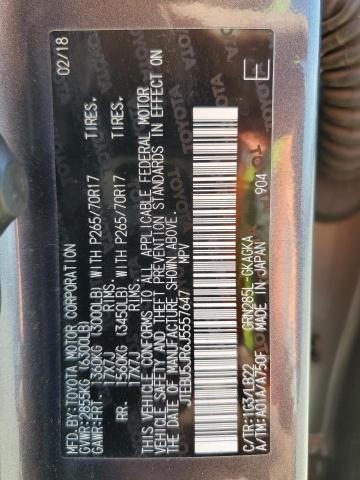 MFD.BY:TOYOTA MOTOR CORPORATION 02/18
GVWR:2855KG (6300LB)
GAWR:FRT. 1360KG (3000LB) WITH P265/70R17 TIRES,
17X7J RIMS,
RR. 1560KG (3450LB) WITH P265/70R17 TIRES,
17X7J RIMS,
THIS VEHICLE CONFORMS TO ALL APPLICABLE FEDERAL MOTOR
VEHICLE SAFETY AND THEFT PREVENTION STANDARDS IN EFFECT ON
THE DATE OF MANUFACTURE SHOWN ABOVE.
JTEBU5JR6J5557647 MPV
C/TR:1G3/LB22 GRN285L-GKAGKA
A/TM:A01A/A750F MADE IN JAPAN 904